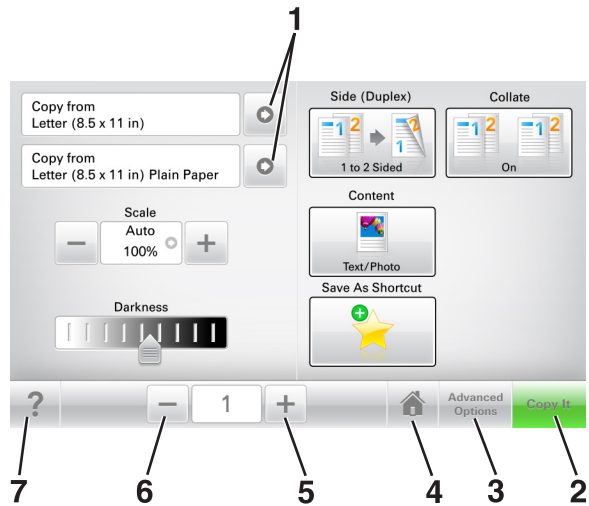 1
Copy from
Letter (8.5 x 11 in)
Copy from
Letter (8.5 x 11 in) Plain Paper
Scale
Auto
100%
Darkness
Side (Duplex)
1 2 1 2
1 to 2 Sided
Collate
1 2 1 2
On
Content
Text/Photo
Save As Shortcut
?
1
Advanced
Options
Copy It
7
6
5
4
3
2